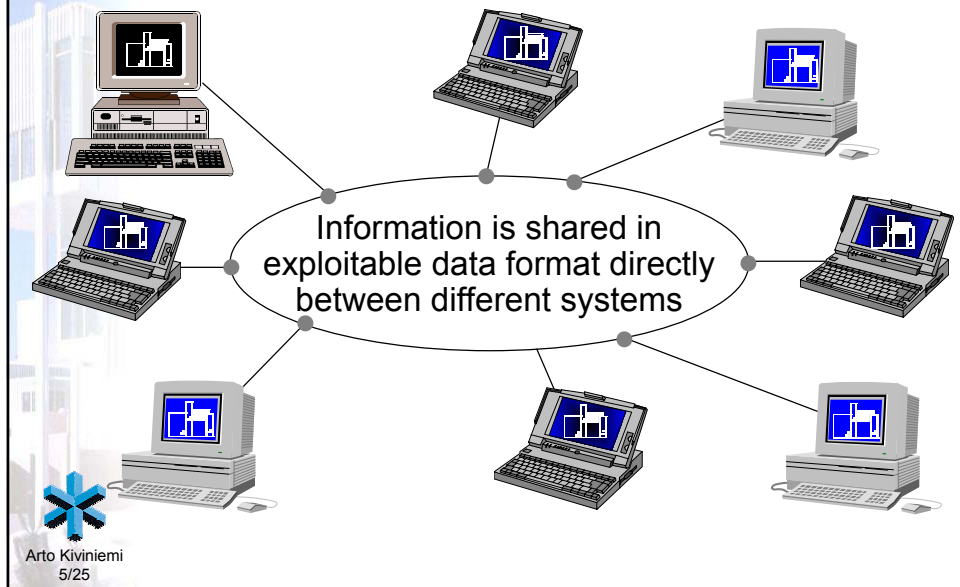 Information is shared in
exploitable data format directly
between different systems
Arto Kiviniemi
5/25